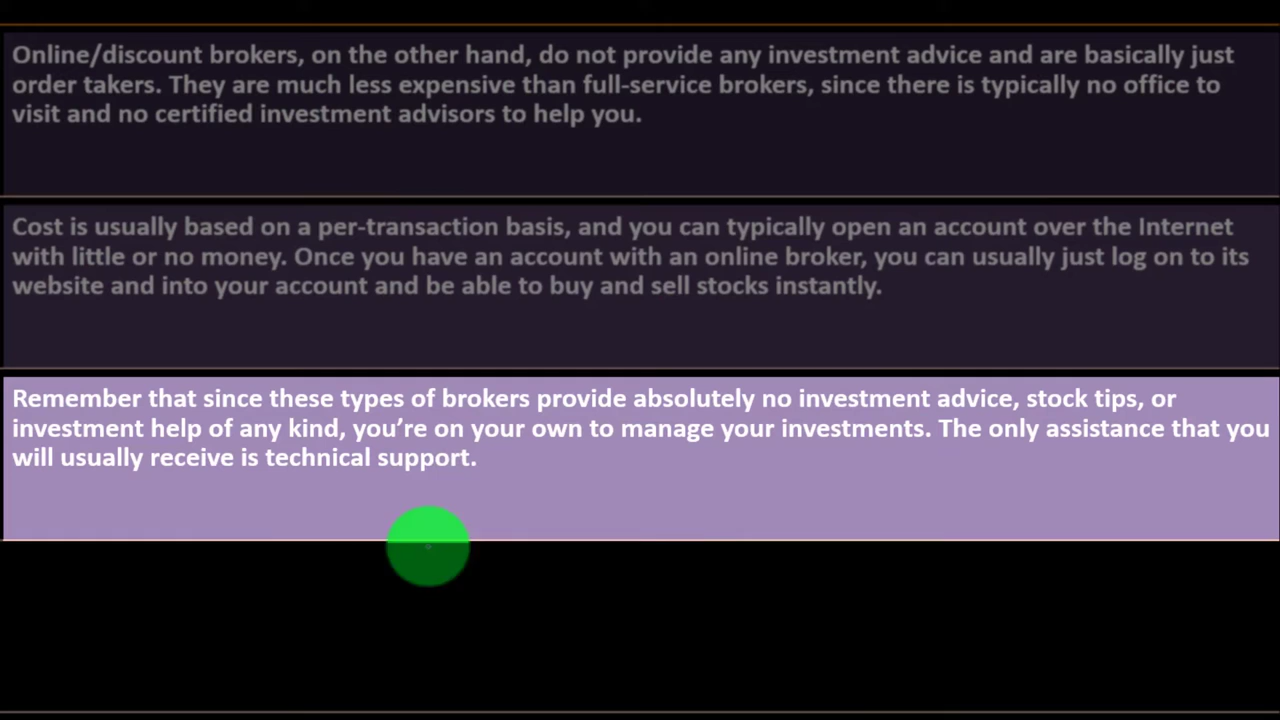 Online/discount brokers, on the other hand, do not provide any investment advice and are basically just
order takers. They are much less expensive than full-service brokers, since there is typically no office to
visit and no certified investment advisors to help you.
Cost is usually based on a per-transaction basis, and you can typically open an account over the Internet
with little or no money. Once you have an account with an online broker, you can usually just log on to its
website and into your account and be able to buy and sell stocks instantly.
Remember that since these types of brokers provide absolutely no investment advice, stock tips, or
investment help of any kind, you’re on your own to manage your investments. The only assistance that you
will usually receive is technical support.